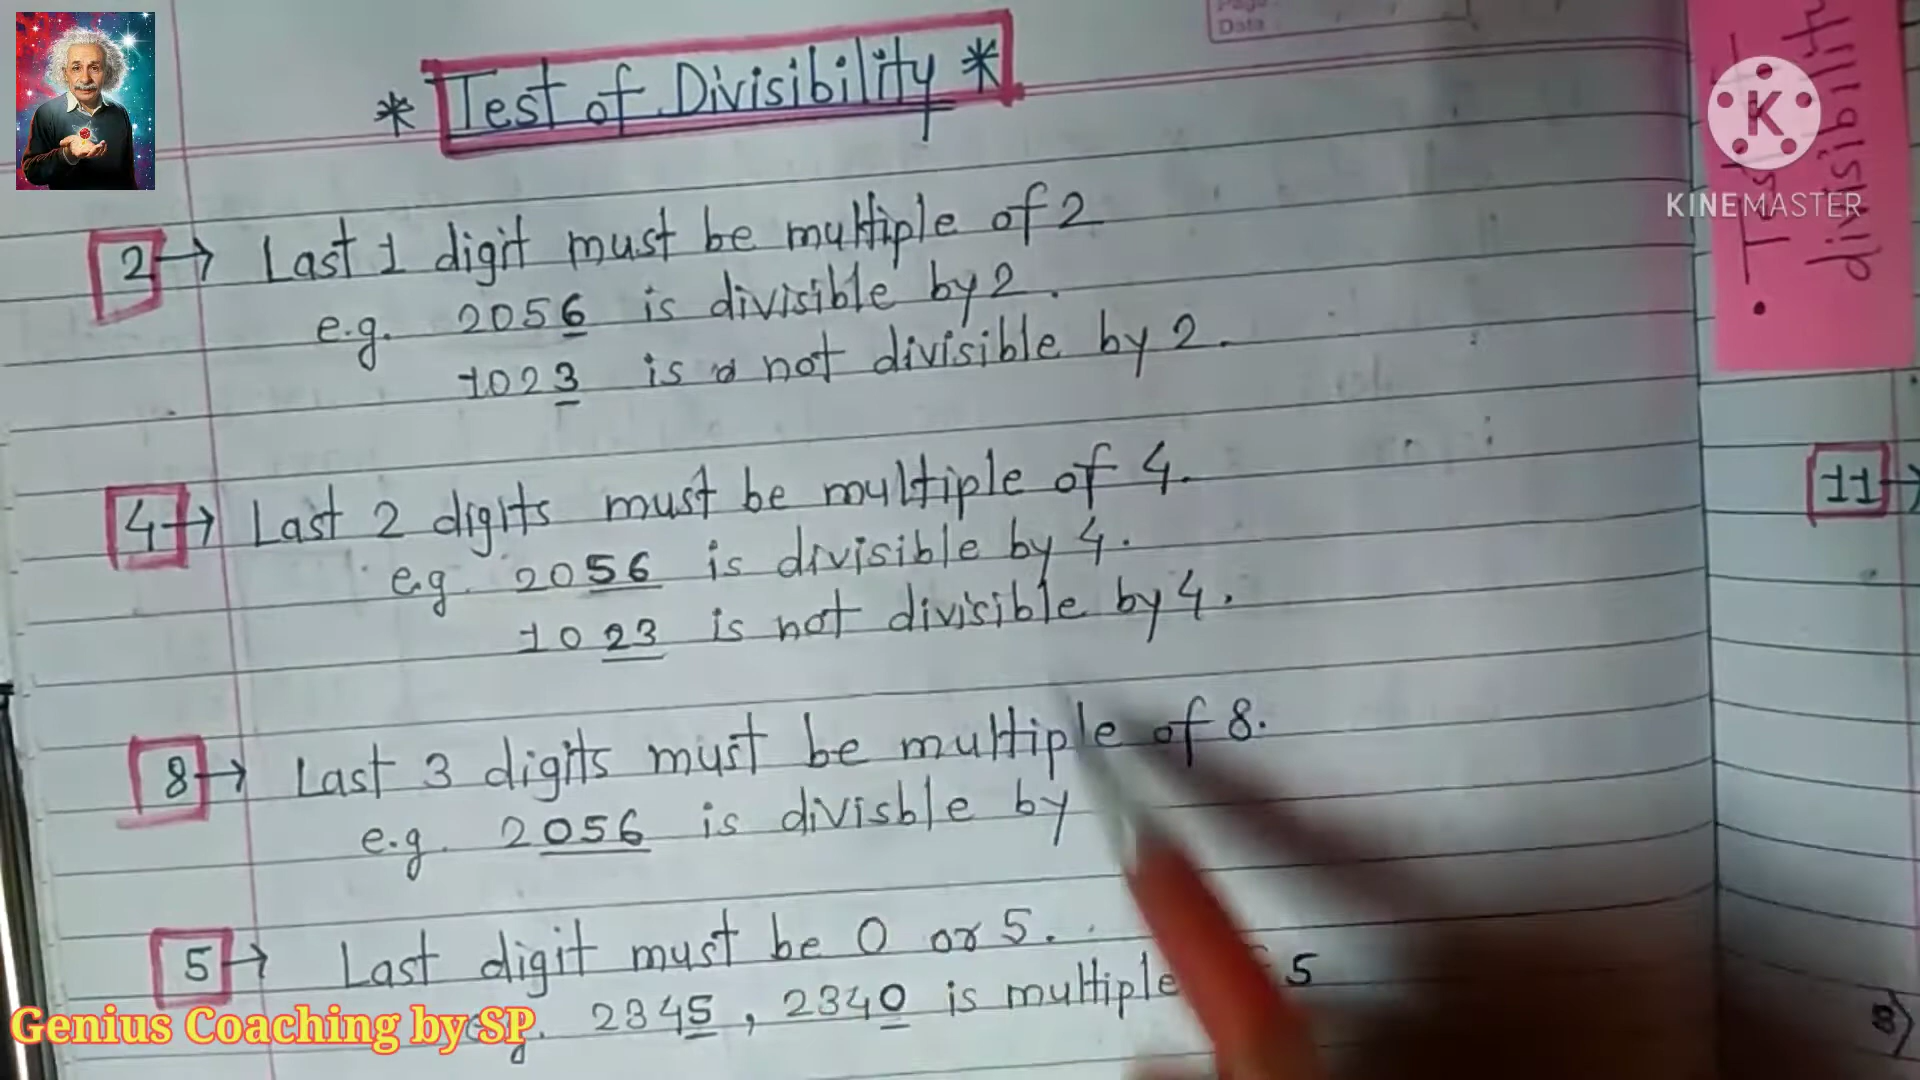 Page
Date
* Test of Divisibility *
2 → Last 1 digit must be multiple of 2
e.g. 2056 is divisible by 2.
1023 is not divisible by 2.
4 → Last 2 digits must be multiple of 4.
e.g. 2056 is divisible by 4.
1023 is not divisible by 4.
8 → Last 3 digits must be multiple of 8.
e.g. 2056 is divisble by
5 → Last digit must be 0 or 5.
g. 2345, 2340 is multiple 5
Genius Coaching by SP
K
KINEMASTER
• Test
divisibility
11 →